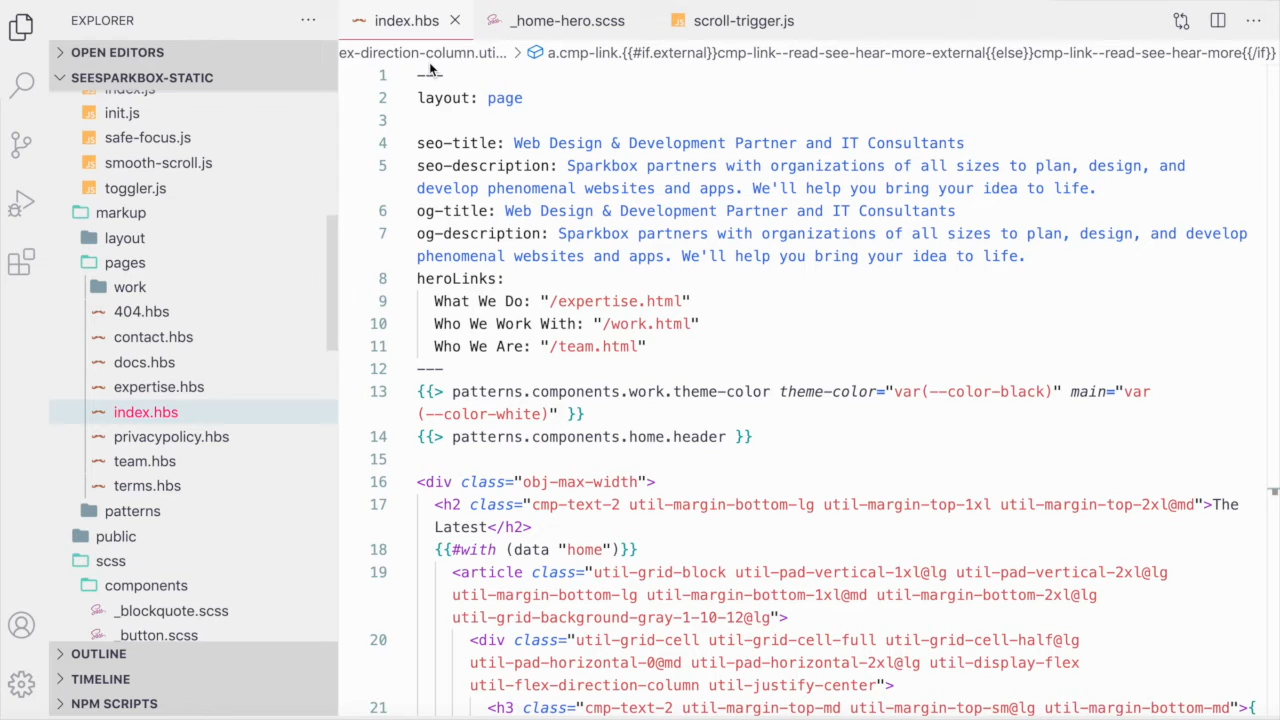 EXPLORER
index.hbs
_home-hero.scss
scroll-trigger.js
OPEN EDITORS
SEESPARKBOX-STATIC
index.js
init.js
safe-focus.js
smooth-scroll.js
toggler.js
markup
layout
pages
work
404.hbs
contact.hbs
docs.hbs
expertise.hbs
index.hbs
privacypolicy.hbs
team.hbs
terms.hbs
patterns
public
scss
components
_blockquote.scss
_button.scss
OUTLINE
TIMELINE
NPM SCRIPTS
ex-direction-column.uti... > a.cmp-link.{{#if.external}}cmp-link--read-see-hear-more-external{{else}}cmp-link--read-see-hear-more{{/if}}
1 ---
2 layout: page
3
4 seo-title: Web Design & Development Partner and IT Consultants
5 seo-description: Sparkbox partners with organizations of all sizes to plan, design, and
develop phenomenal websites and apps. We'll help you bring your idea to life.
6 og-title: Web Design & Development Partner and IT Consultants
7 og-description: Sparkbox partners with organizations of all sizes to plan, design, and develop
phenomenal websites and apps. We'll help you bring your idea to life.
8 heroLinks:
9 What We Do: "/expertise.html"
10 Who We Work With: "/work.html"
11 Who We Are: "/team.html"
12 ---
13 {{> patterns.components.work.theme-color theme-color="var(--color-black)" main="var
(--color-white)" }}
14 {{> patterns.components.home.header }}
15
16 <div class="obj-max-width">
17 <h2 class="cmp-text-2 util-margin-bottom-lg util-margin-top-1xl util-margin-top-2xl@md">The
Latest</h2>
18 {{#with (data "home")}}
19 <article class="util-grid-block util-pad-vertical-1xl@lg util-pad-vertical-2xl@lg
util-margin-bottom-lg util-margin-bottom-1xl@md util-margin-bottom-2xl@lg
util-grid-background-gray-1-10-12@lg">
20 <div class="util-grid-cell util-grid-cell-full util-grid-cell-half@lg
util-pad-horizontal-0@md util-pad-horizontal-2xl@lg util-display-flex
util-flex-direction-column util-justify-center">
21 <h3 class="cmp-text-2 util-margin-top-md util-margin-top-sm@lg util-margin-bottom-md">{